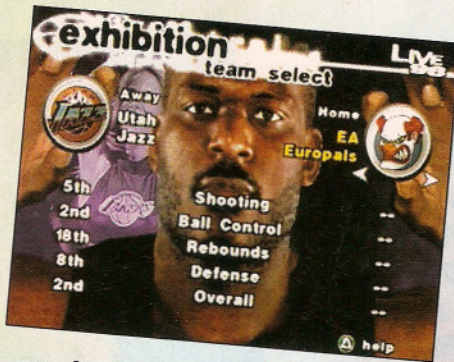 exhibition
team select
LIVE
98
Away
Utah
Jazz
Home
EA
Europals
5th Shooting --
2nd Ball Control --
18th Rebounds --
8th Defense --
2nd Overall --
help